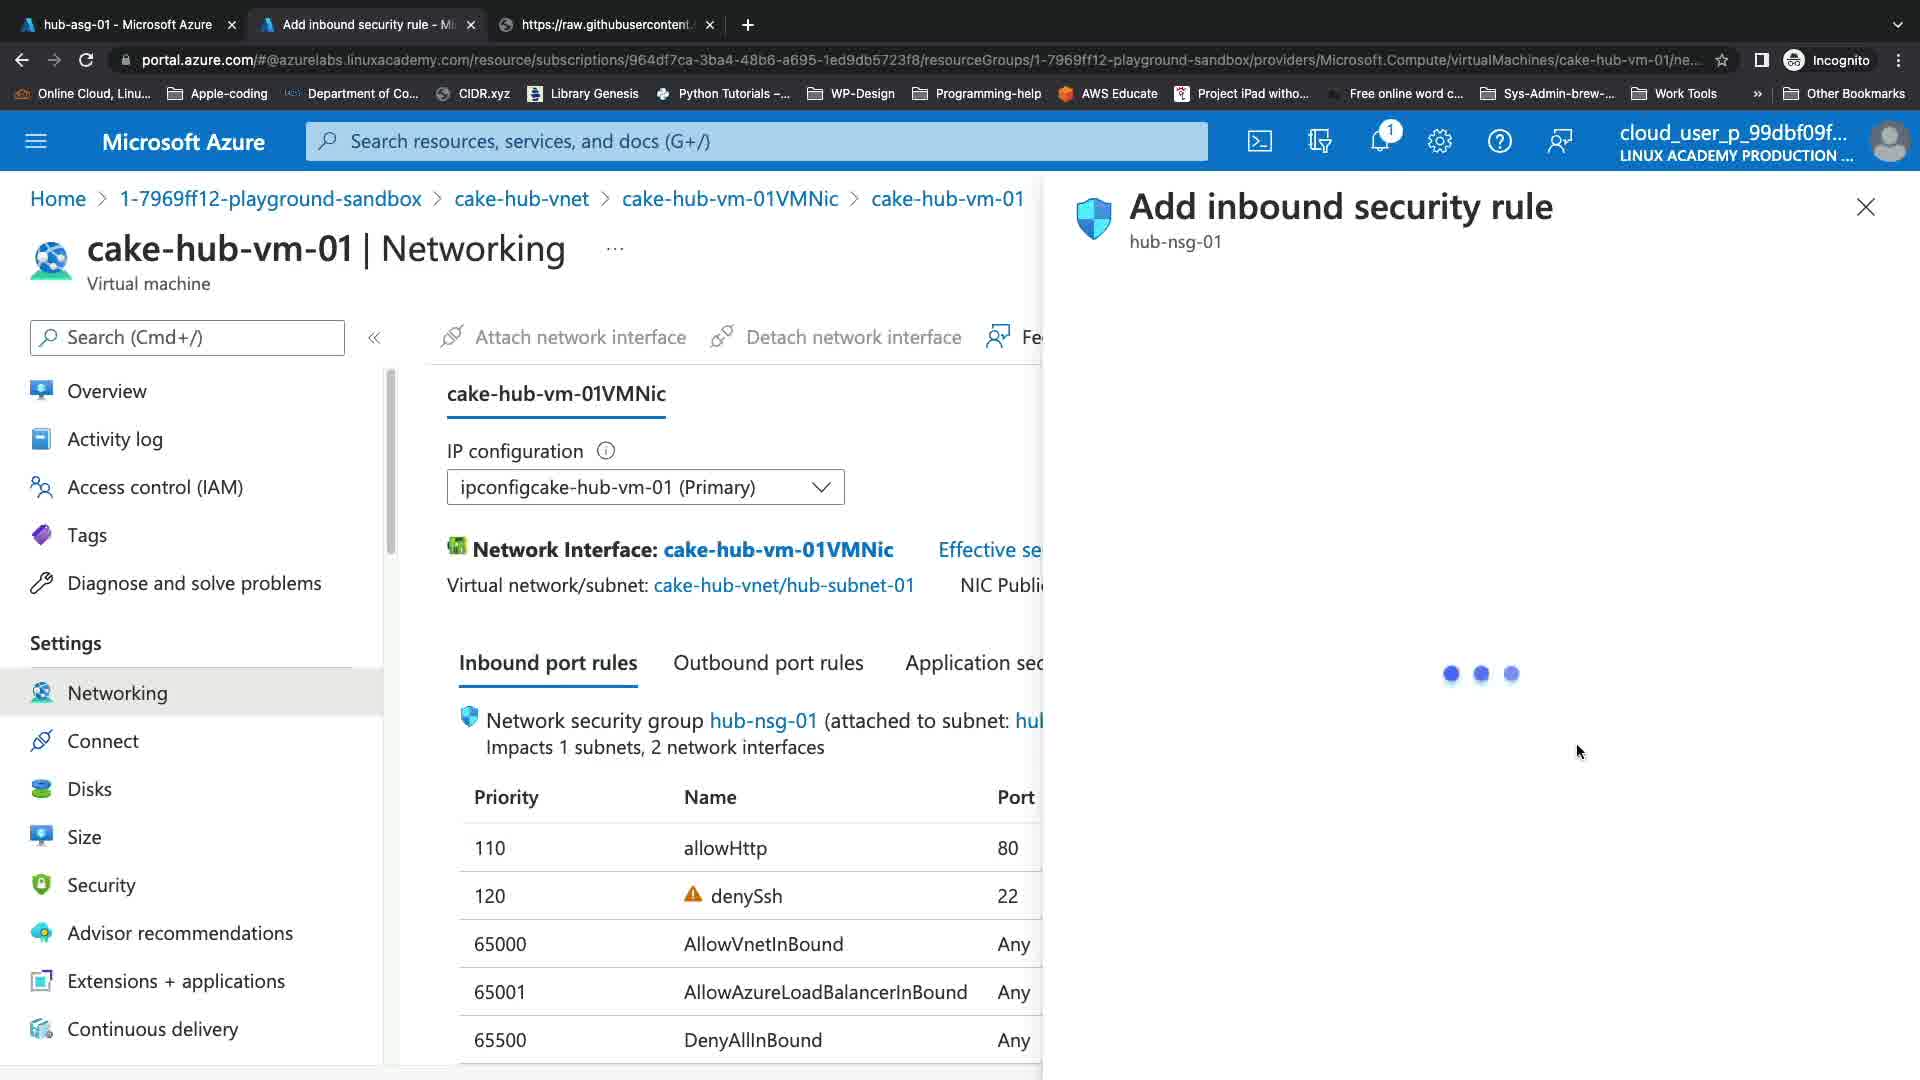 hub-asg-01 - Microsoft Azure
Add inbound security rule - Mi
https://raw.githubusercontent.
portal.azure.com/#@azurelabs.linuxacademy.com/resource/subscriptions/964df7ca-3ba4-48b6-a695-1ed9db5723f8/resourceGroups/1-7969ff12-playground-sandbox/providers/Microsoft.Compute/virtualMachines/cake-hub-vm-01/ne...
Incognito
Online Cloud, Linu...
Apple-coding
Department of Co...
CIDR.xyz
Library Genesis
Python Tutorials –...
WP-Design
Programming-help
AWS Educate
Project iPad witho...
Free online word c...
Sys-Admin-brew-...
Work Tools
»
Other Bookmarks
Microsoft Azure
Search resources, services, and docs (G+/)
1
cloud_user_p_99dbf09f...
LINUX ACADEMY PRODUCTION ...
Home > 1-7969ff12-playground-sandbox > cake-hub-vnet > cake-hub-vm-01VMNic > cake-hub-vm-01
cake-hub-vm-01 | Networking ...
Virtual machine
Search (Cmd+/)
«
Overview
Activity log
Access control (IAM)
Tags
Diagnose and solve problems
Settings
Networking
Connect
Disks
Size
Security
Advisor recommendations
Extensions + applications
Continuous delivery
Attach network interface
Detach network interface
Fe
cake-hub-vm-01VMNic
IP configuration
ipconfigcake-hub-vm-01 (Primary)
Network Interface: cake-hub-vm-01VMNic Effective se
Virtual network/subnet: cake-hub-vnet/hub-subnet-01 NIC Publi
Inbound port rules Outbound port rules Application sec
Network security group hub-nsg-01 (attached to subnet: hub
Impacts 1 subnets, 2 network interfaces
Priority Name Port
110 allowHttp 80
120 denySsh 22
65000 AllowVnetInBound Any
65001 AllowAzureLoadBalancerInBound Any
65500 DenyAllInBound Any
Add inbound security rule
hub-nsg-01